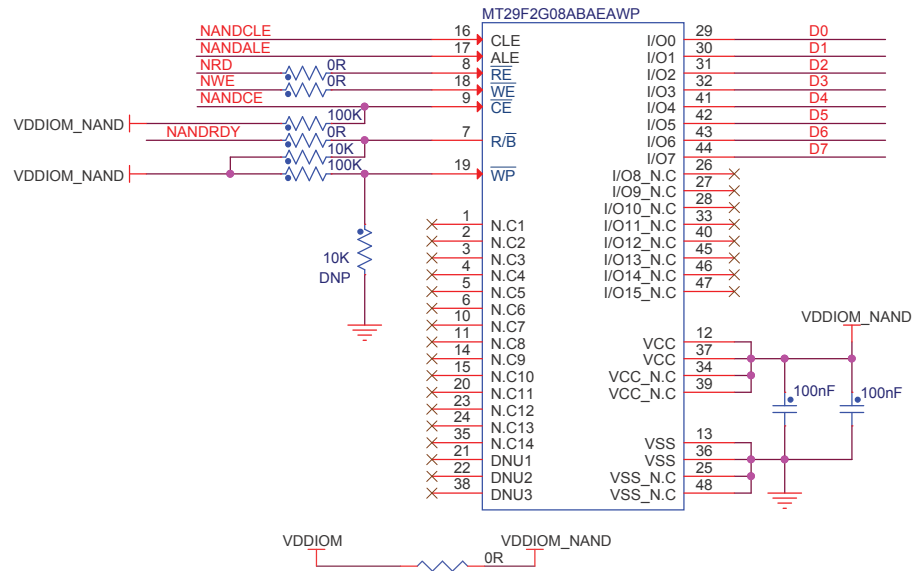 MT29F2G08ABAEAWP
NANDCLE 16 CLE
NANDALE 17 ALE
NRD 0R 8 RE
NWE 0R 18 WE
NANDCE 9 CE
VDDIOM_NAND 100K
NANDRDY 0R 7 R/B
10K
VDDIOM_NAND 100K 19 WP
10K
DNP
1 N.C1
2 N.C2
3 N.C3
4 N.C4
5 N.C5
6 N.C6
10 N.C7
11 N.C8
14 N.C9
15 N.C10
20 N.C11
23 N.C12
24 N.C13
35 N.C14
21 DNU1
22 DNU2
38 DNU3
I/O0 29 D0
I/O1 30 D1
I/O2 31 D2
I/O3 32 D3
I/O4 41 D4
I/O5 42 D5
I/O6 43 D6
I/O7 44 D7
I/O8_N.C 26
I/O9_N.C 27
I/O10_N.C 28
I/O11_N.C 33
I/O12_N.C 40
I/O13_N.C 45
I/O14_N.C 46
I/O15_N.C 47
VDDIOM_NAND
VCC 12
VCC 37
VCC_N.C 34
VCC_N.C 39
100nF 100nF
VSS 13
VSS 36
VSS_N.C 25
VSS_N.C 48
VDDIOM 0R VDDIOM_NAND